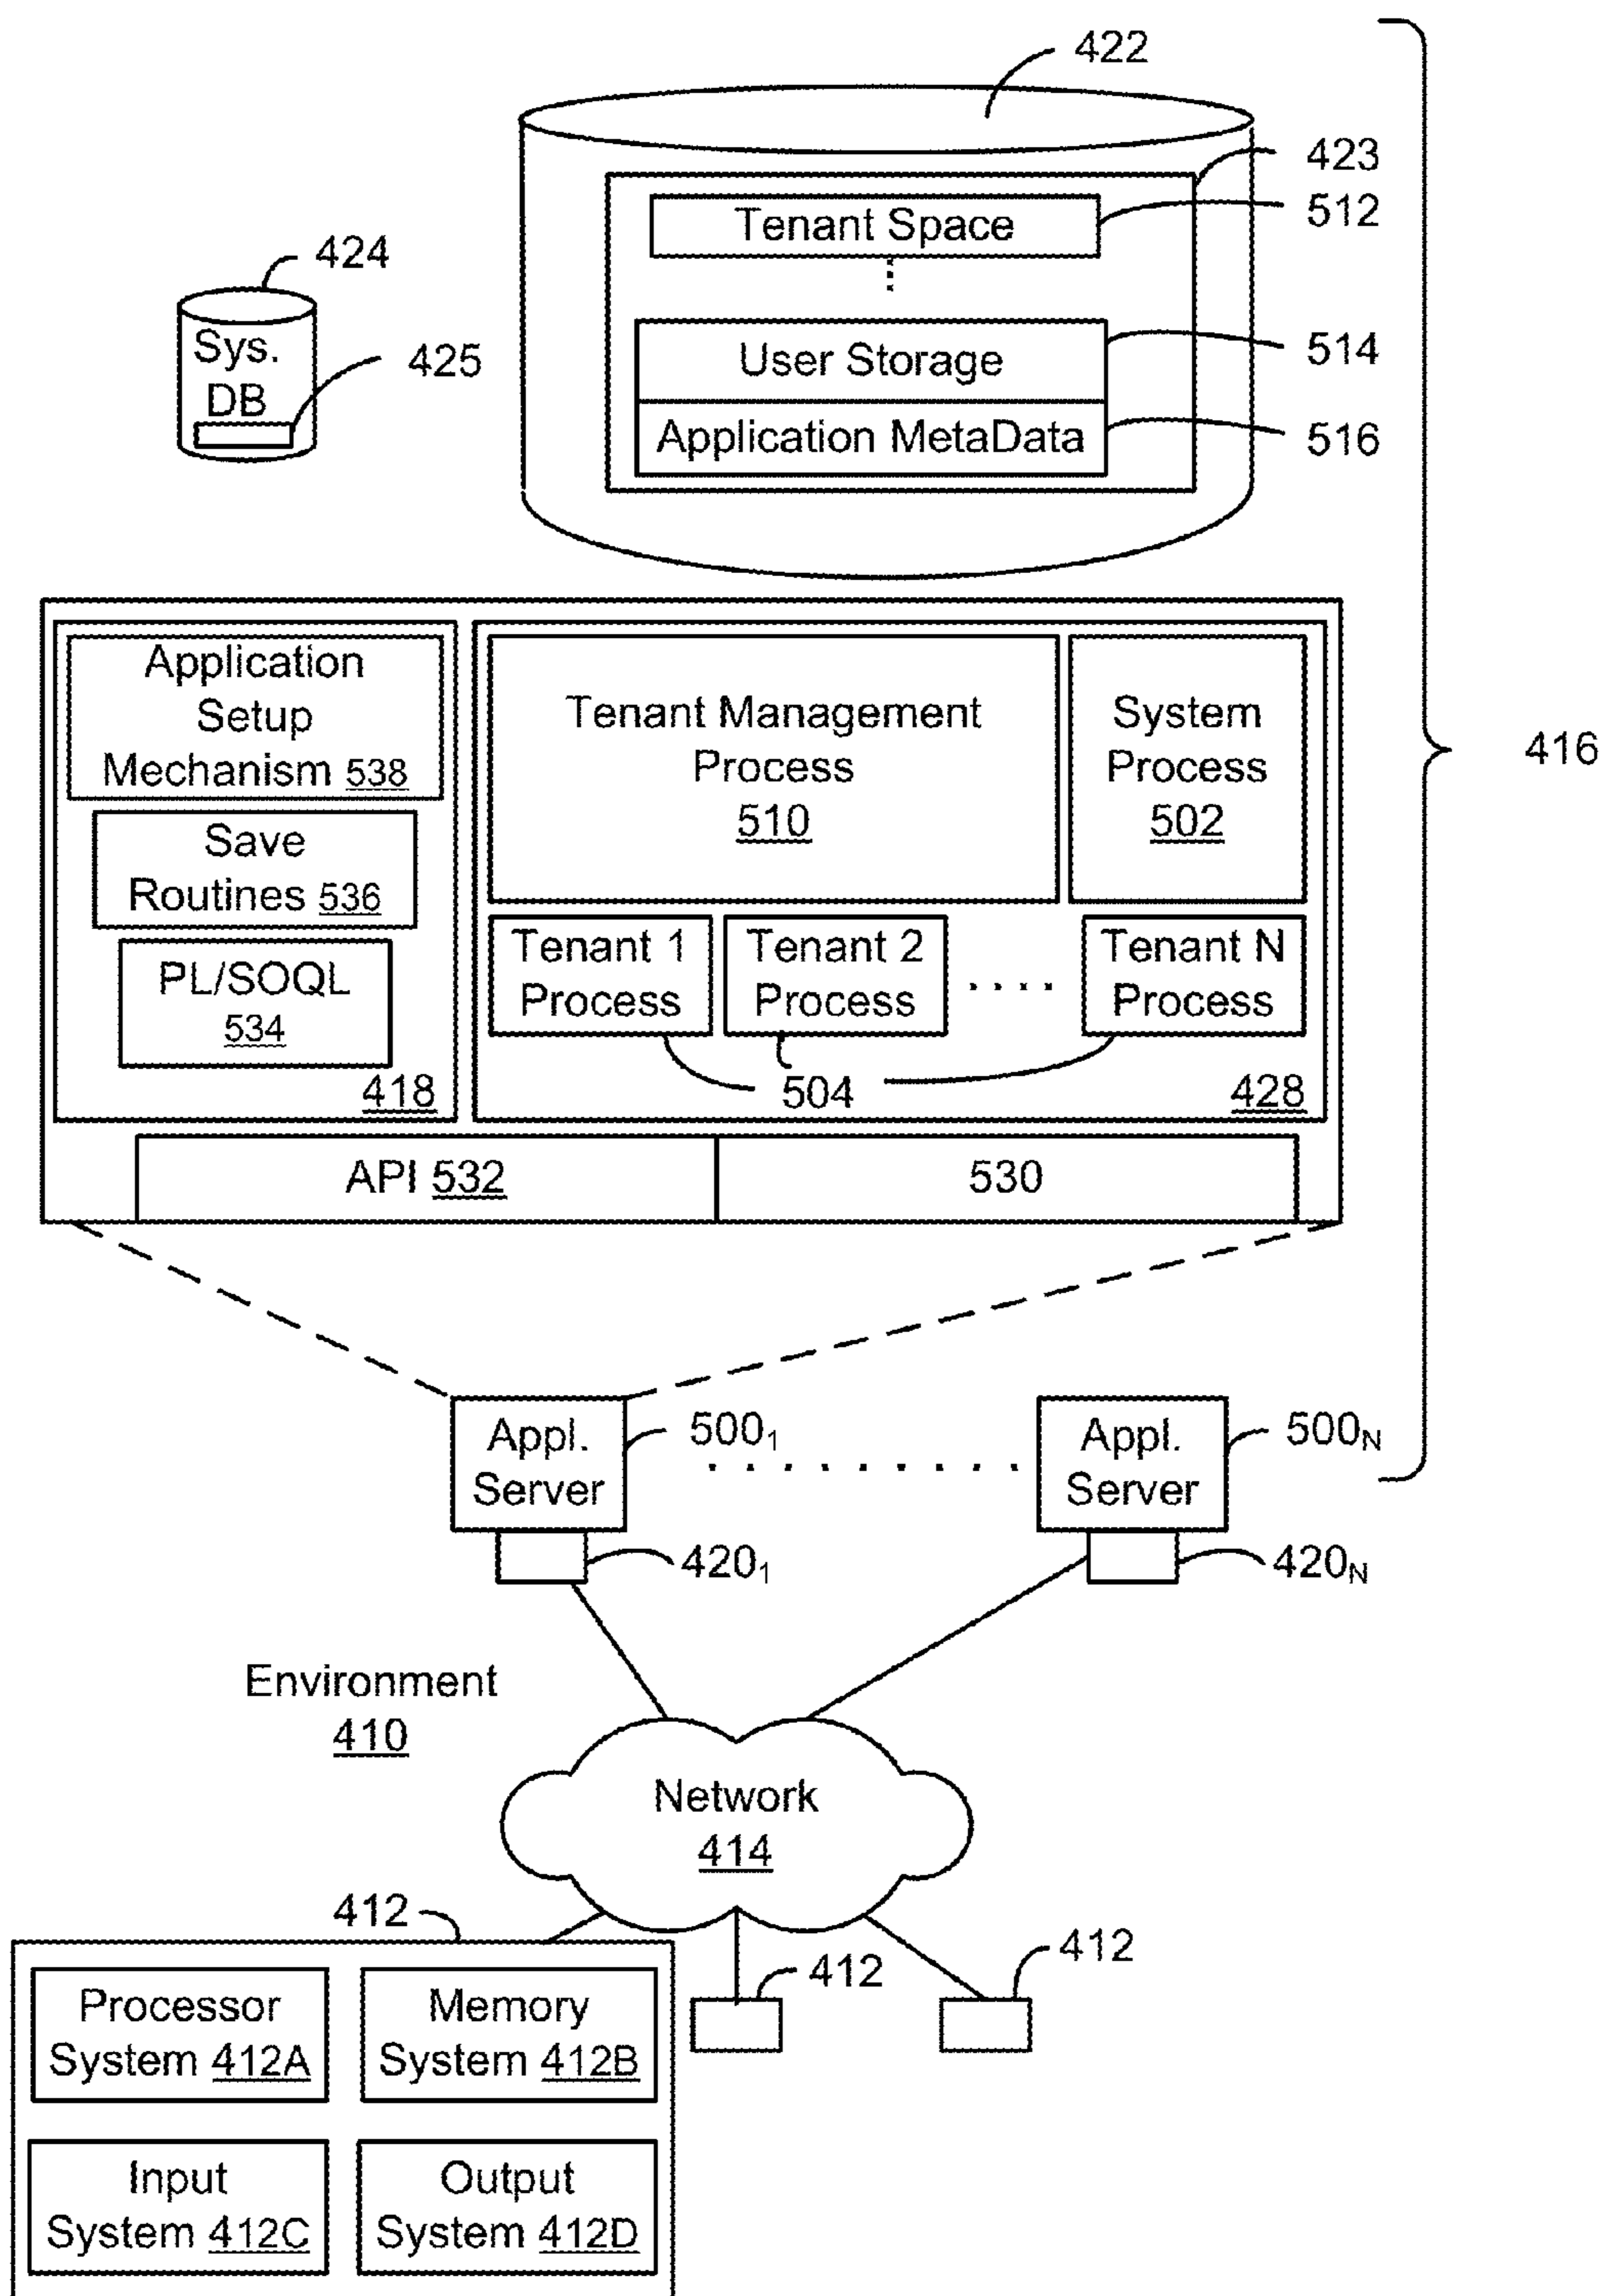 422
423
Tenant Space
512
424
Sys.
DB
425
User Storage
514
Application MetaData
516
416
Application
Setup
Mechanism 538
Save
Routines 536
PL/SOQL
534
418
Tenant Management
Process
510
System
Process
502
Tenant 1
Process
Tenant 2
Process
Tenant N
Process
504
428
API 532
530
Appl.
Server
500₁
Appl.
Server
500N
420₁
420N
Environment
410
Network
414
412
412
412
Processor
System 412A
Memory
System 412B
Input
System 412C
Output
System 412D